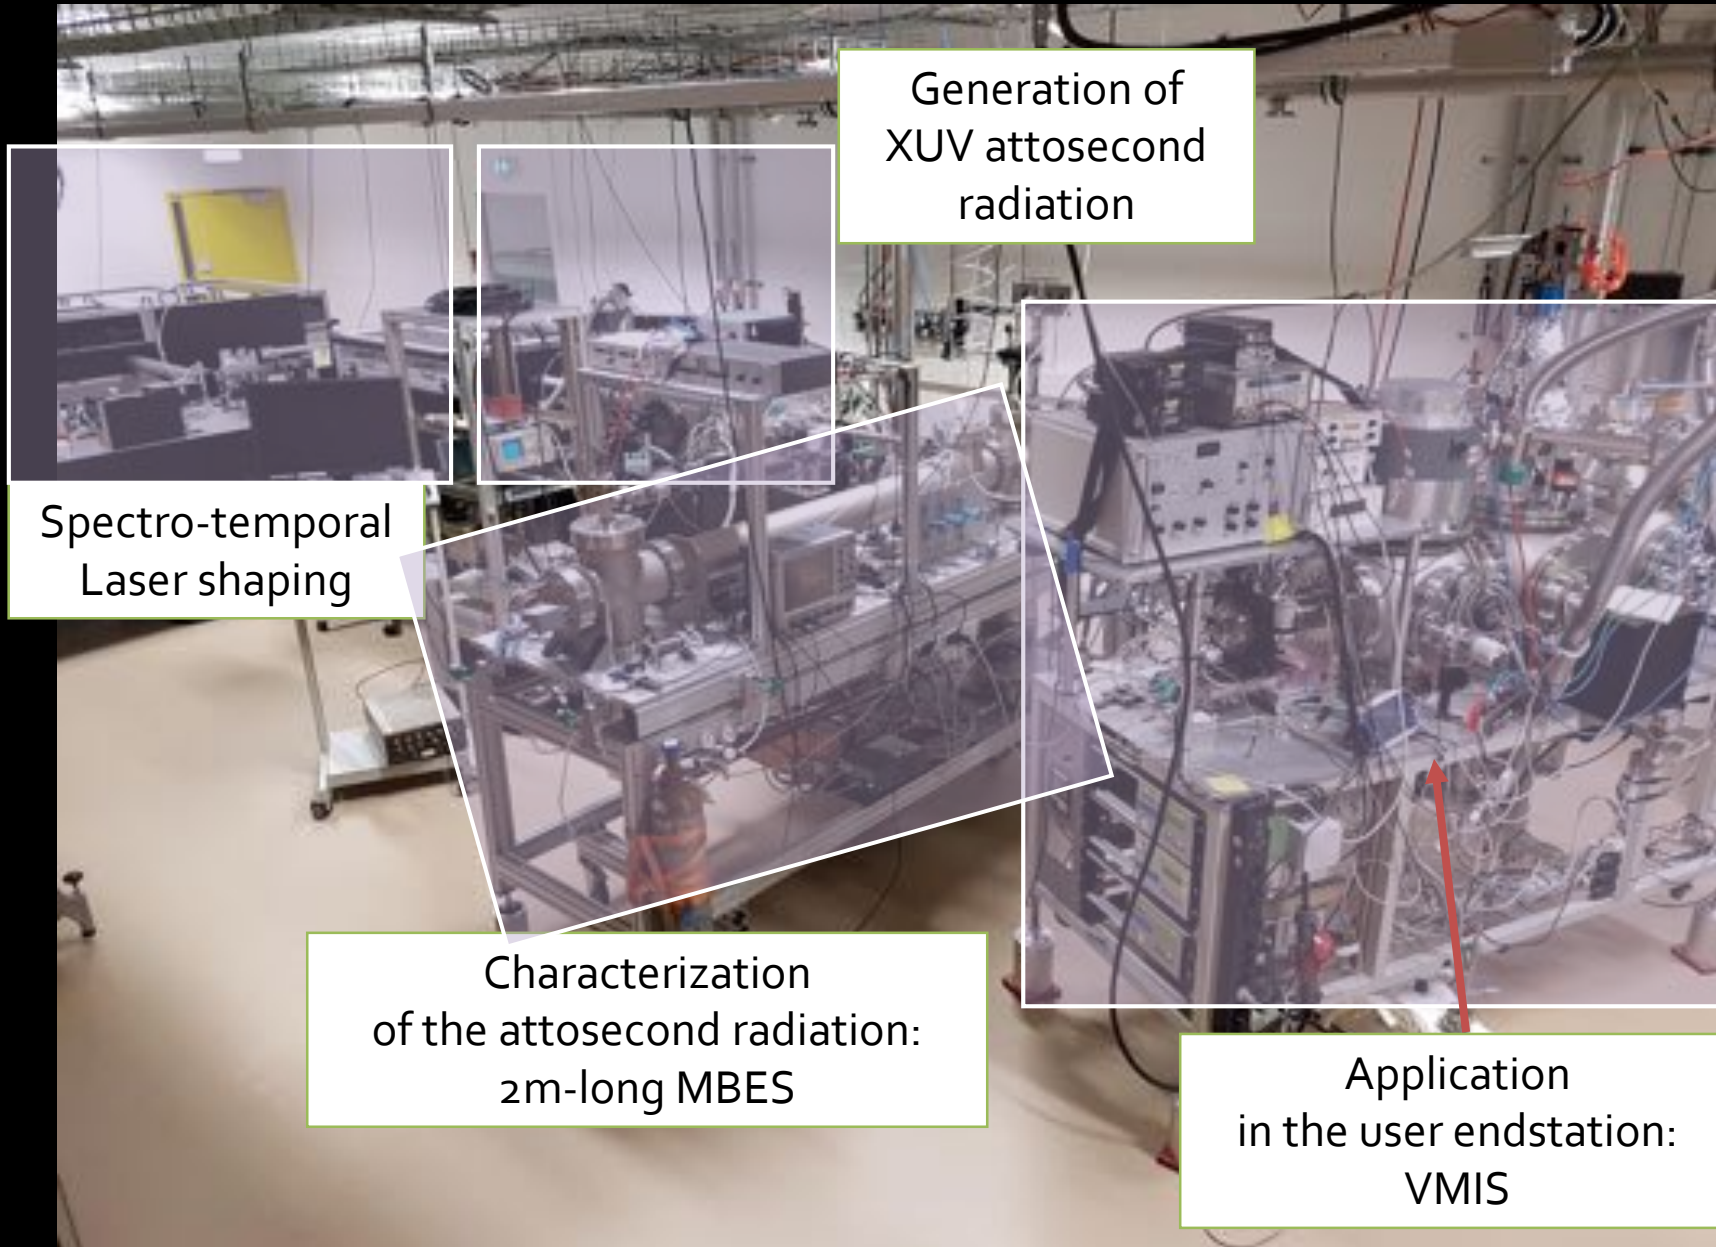 Generation of
XUV attosecond
radiation
Spectro-temporal
Laser shaping
Characterization
of the attosecond radiation:
2m-long MBES
Application
in the user endstation:
VMIS